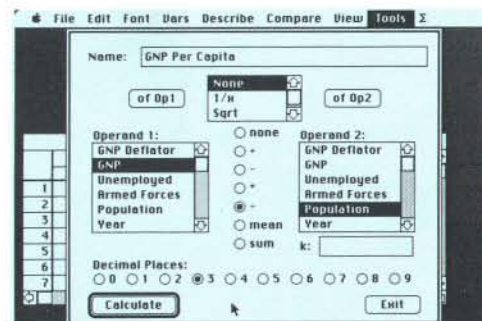 File Edit Font Vars Describe Compare View Tools Σ
Name: GNP Per Capita
of Op1
None
1/x
Sqrt
of Op2
Operand 1:
GNP Deflator
GNP
Unemployed
Armed Forces
Population
Year
none
+
-
*
÷
mean
sum
Operand 2:
GNP Deflator
GNP
Unemployed
Armed Forces
Population
Year
k:
1
2
3
4
5
6
7
Decimal Places:
0 1 2 3 4 5 6 7 8 9
Calculate
Exit